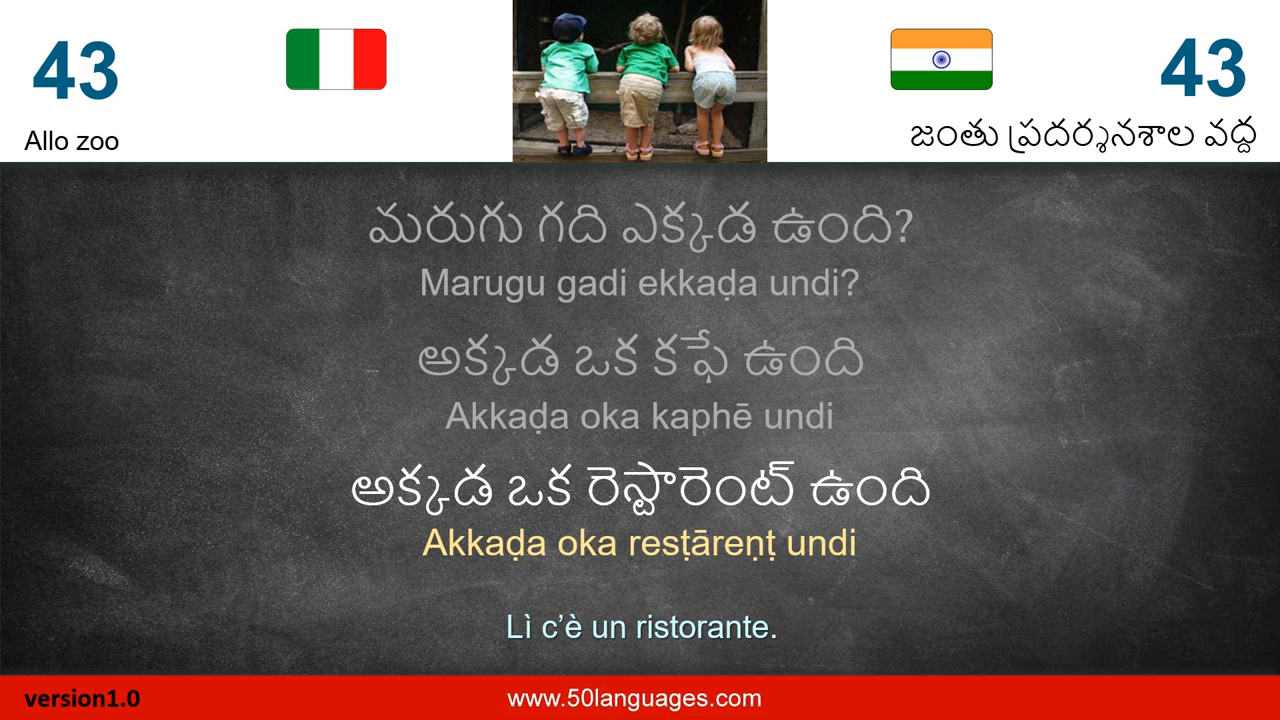 43
43
Allo zoo
జంతు ప్రదర్శనశాల వద్ద
మరుగు గది ఎక్కడ ఉంది?
Marugu gadi ekkaḍa undi?
అక్కడ ఒక కఫే ఉంది
Akkaḍa oka kaphē undi
అక్కడ ఒక రెస్టారెంట్ ఉంది
Akkaḍa oka resṭāreṇṭ undi
Lì c’è un ristorante.
version1.0
www.50languages.com